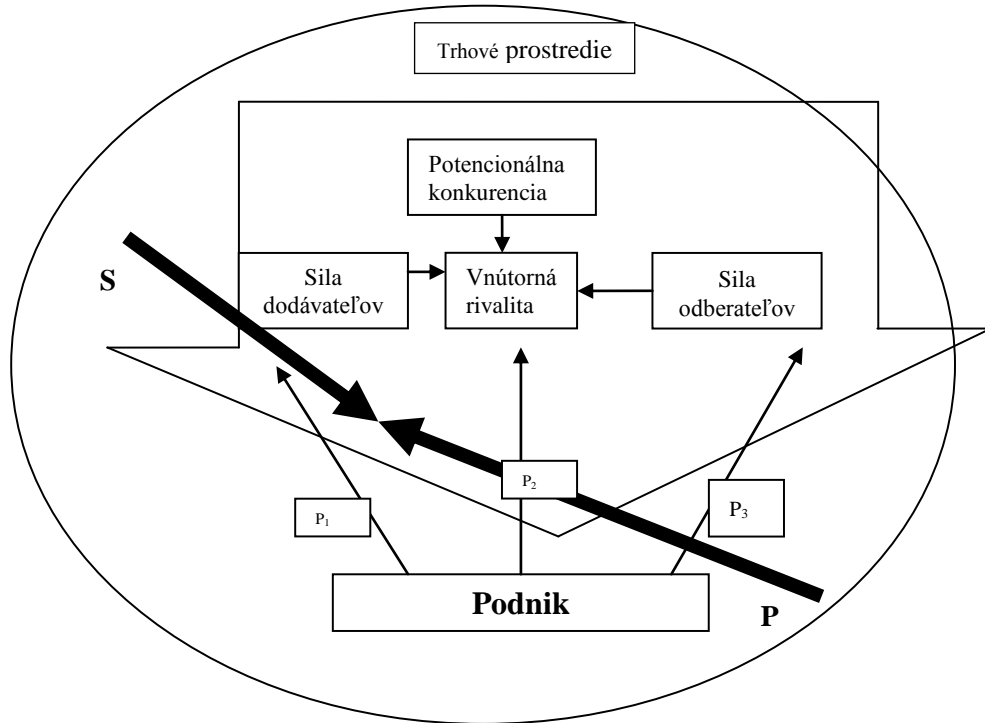 Trhové prostredie
Potencionálna
konkurencia
S
Sila
dodávateľov
Vnútorná
rivalita
Sila
odberateľov
P₁
P₂
P₃
Podnik
P